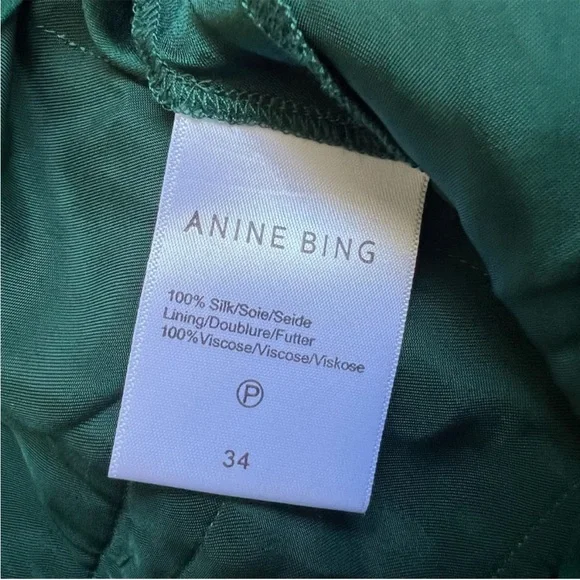 ANINE BING
100% Silk/Soie/Seide
Lining/Doublure/Futter
100%Viscose/Viscose/Viskose
P
34